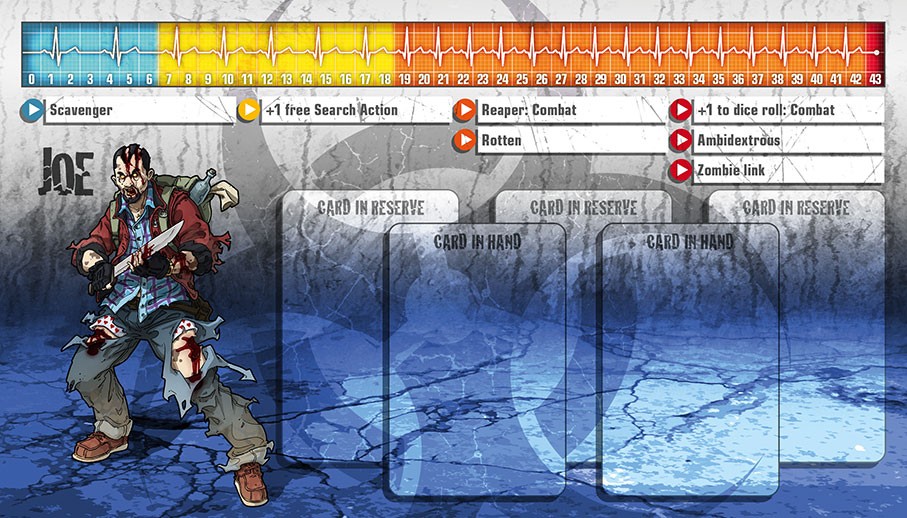 0 1 2 3 4 5 6 7 8 9 10 11 12 13 14 15 16 17 18 19 20 21 22 23 24 25 26 27 28 29 30 31 32 33 34 35 36 37 38 39 40 41 42 43
Scavenger
+1 free Search Action
Reaper: Combat
+1 to dice roll: Combat
Rotten
Ambidextrous
Zombie link
JOE
CARD IN RESERVE
CARD IN RESERVE
CARD IN RESERVE
CARD IN HAND
CARD IN HAND